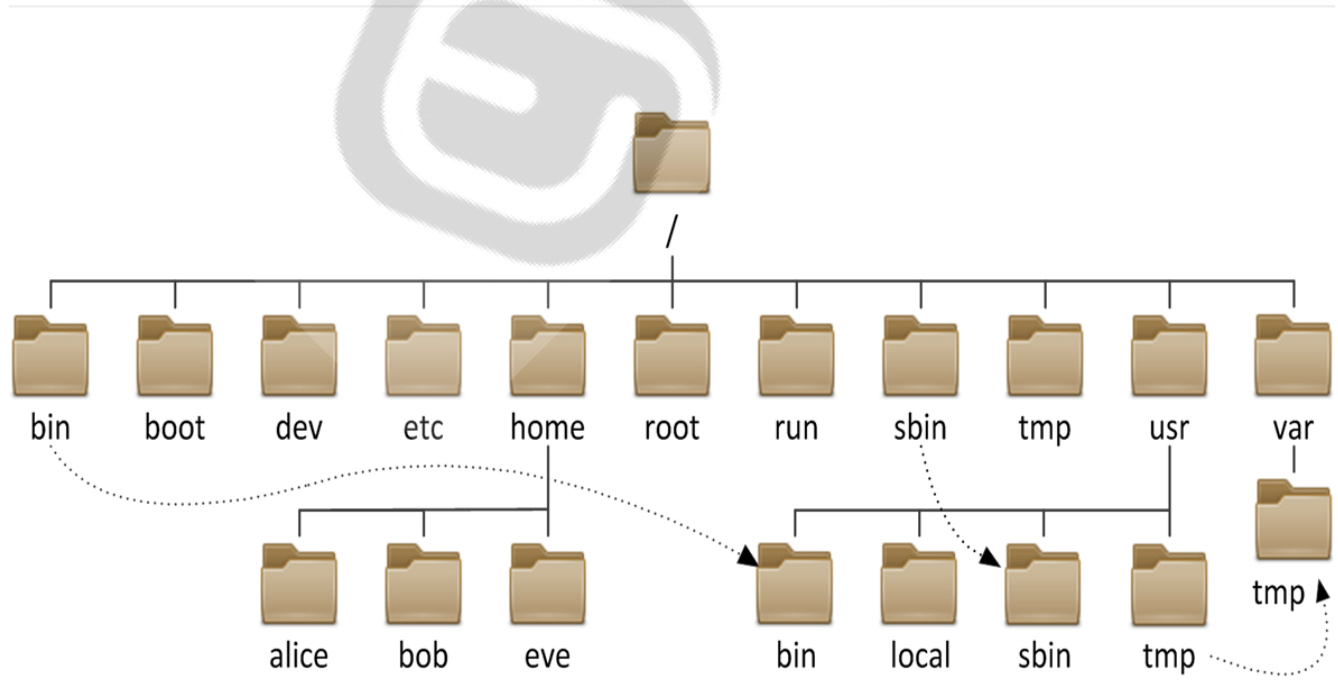 /
bin boot dev etc home root run sbin tmp usr var
tmp
alice bob eve bin local sbin tmp